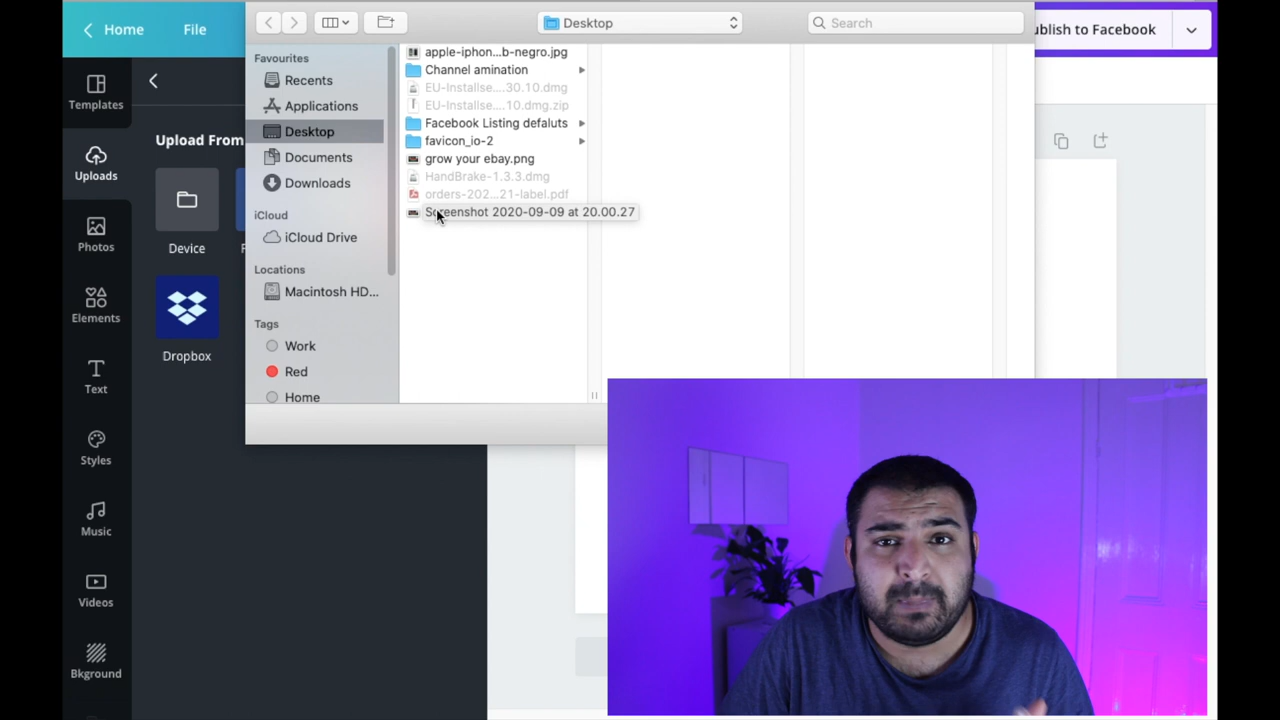 Home
File
Desktop
Search
ublish to Facebook
Templates
Uploads
Photos
Elements
Text
Styles
Music
Videos
Bkground
Upload From
Device
F
Dropbox
Favourites
Recents
Applications
Desktop
Documents
Downloads
iCloud
iCloud Drive
Locations
Macintosh HD...
Tags
Work
Red
Home
apple-iphon...b-negro.jpg
Channel amination
EU-Installse....30.10.dmg
EU-Installse....10.dmg.zip
Facebook Listing defaluts
favicon_io-2
grow your ebay.png
HandBrake-1.3.3.dmg
orders-202...21-label.pdf
Screenshot 2020-09-09 at 20.00.27